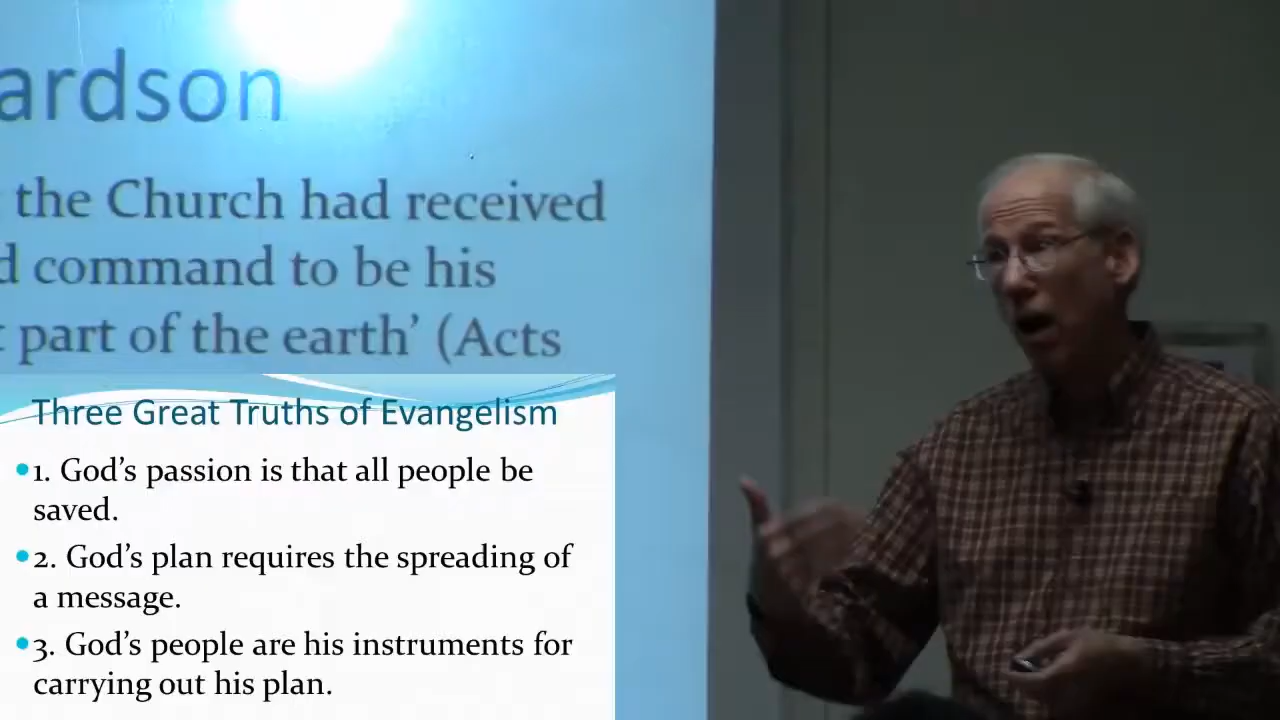 ardson
the Church had received
d command to be his
part of the earth’ (Acts
Three Great Truths of Evangelism
•1. God’s passion is that all people be
saved.
•2. God’s plan requires the spreading of
a message.
•3. God’s people are his instruments for
carrying out his plan.